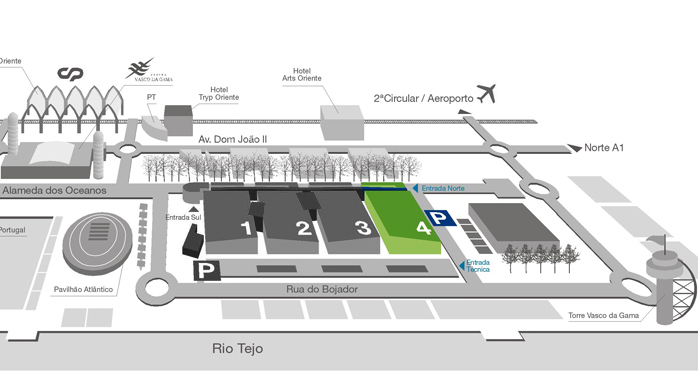 Oriente
VASCO DA GAMA
PT
Hotel
Tryp Oriente
Hotel
Arts Oriente
2ªCircular / Aeroporto
Av. Dom João II
Norte A1
Alameda dos Oceanos
Entrada Norte
Entrada Sul
1
2
3
4
P
Portugal
P
Entrada
Técnica
Pavilhão Atlântico
Rua do Bojador
Torre Vasco da Gama
Rio Tejo